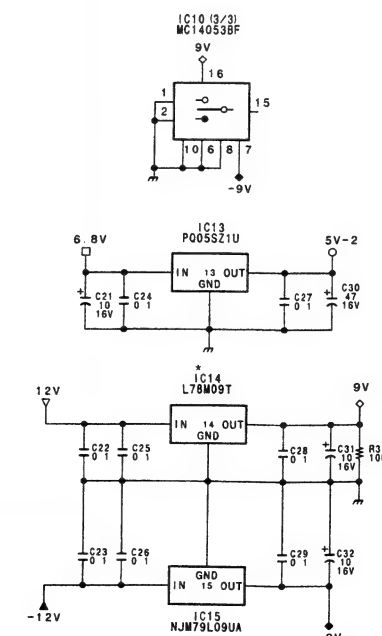 IC10 (3/3)
MC14053BF
9V
16
1
2
15
10 6 8 7
-9V
IC13
PQ05SZ1U
6.8V
5V-2
IN 13 OUT
GND
+
C21
10
16V
C24
0 1
C27
0 1
+
C30
47
16V
*
IC14
L78M09T
12V
9V
IN 14 OUT
GND
C22
0 1
C25
0 1
C28
0 1
+
C31
10
16V
C23
0 1
C26
0 1
C29
0 1
+
C32
10
16V
GND
IN 15 OUT
-12V
IC15
NJM79L09UA